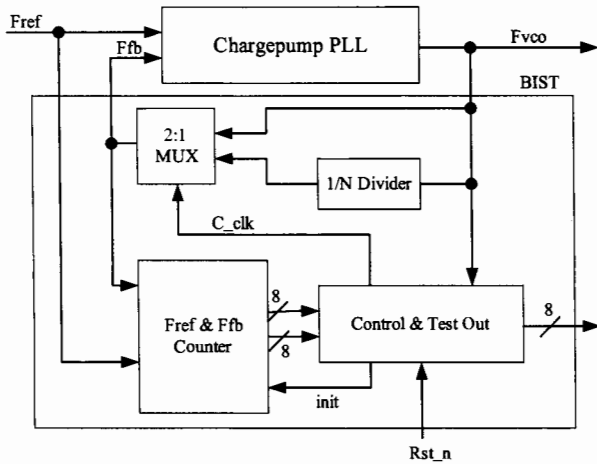 Fref
Ffb
Chargepump PLL
Fvco
BIST
2:1
MUX
1/N Divider
C_clk
Fref & Ffb
Counter
8
8
Control & Test Out
8
init
Rst_n